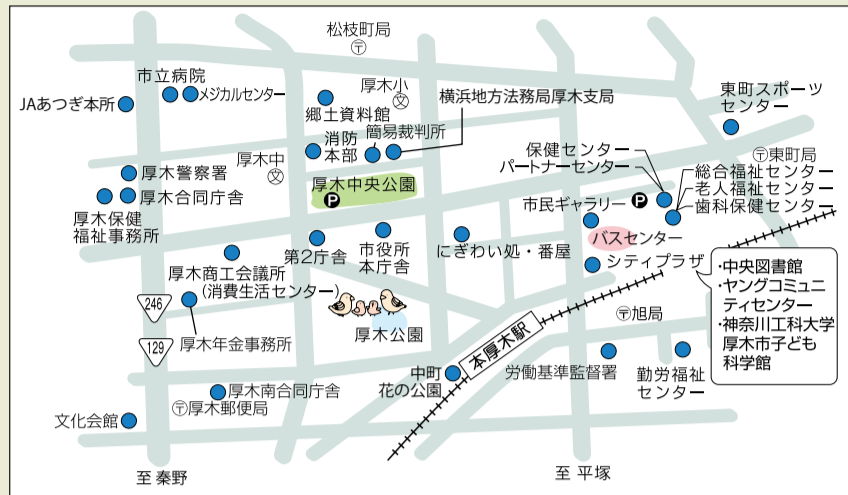 松枝町局
〒
市立病院
メジカルセンター
JAあつぎ本所
厚木小
文
郷土資料館
横浜地方法務局厚木支局
東町スポーツ
センター
消防
本部
簡易裁判所
厚木中
文
保健センター
パートナーセンター
〒東町局
厚木警察署
厚木合同庁舎
厚木保健
福祉事務所
厚木中央公園
P
市民ギャラリー
P
総合福祉センター
老人福祉センター
歯科保健センター
バスセンター
第2庁舎
市役所
本庁舎
にぎわい処・番屋
シティプラザ
・中央図書館
・ヤングコミュニ
ティセンター
・神奈川工科大学
厚木市子ども
科学館
厚木商工会議所
(消費生活センター)
246
129
厚木年金事務所
厚木公園
本厚木駅
〒旭局
中町
花の公園
労働基準監督署
勤労福祉
センター
厚木南合同庁舎
〒厚木郵便局
文化会館
至 秦野
至 平塚